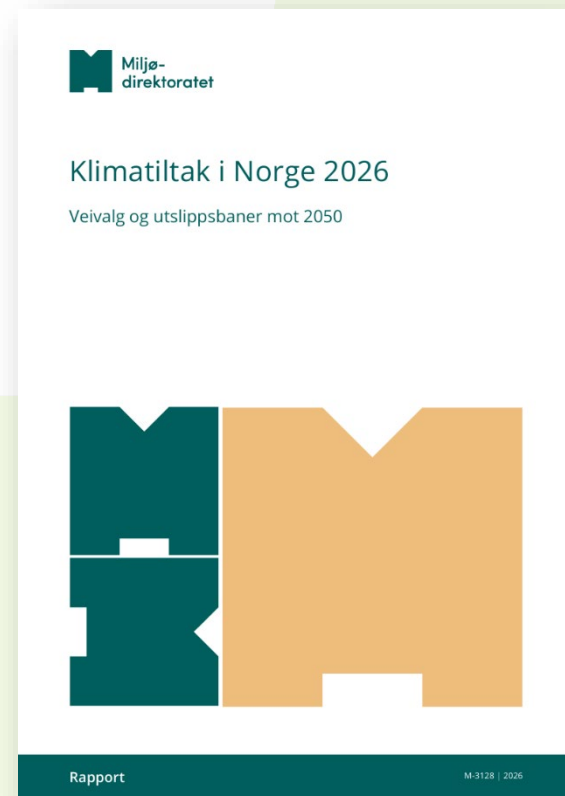 Miljø-
direktoratet
Klimatiltak i Norge 2026
Veivalg og utslippsbaner mot 2050
Rapport
M-3128 | 2026